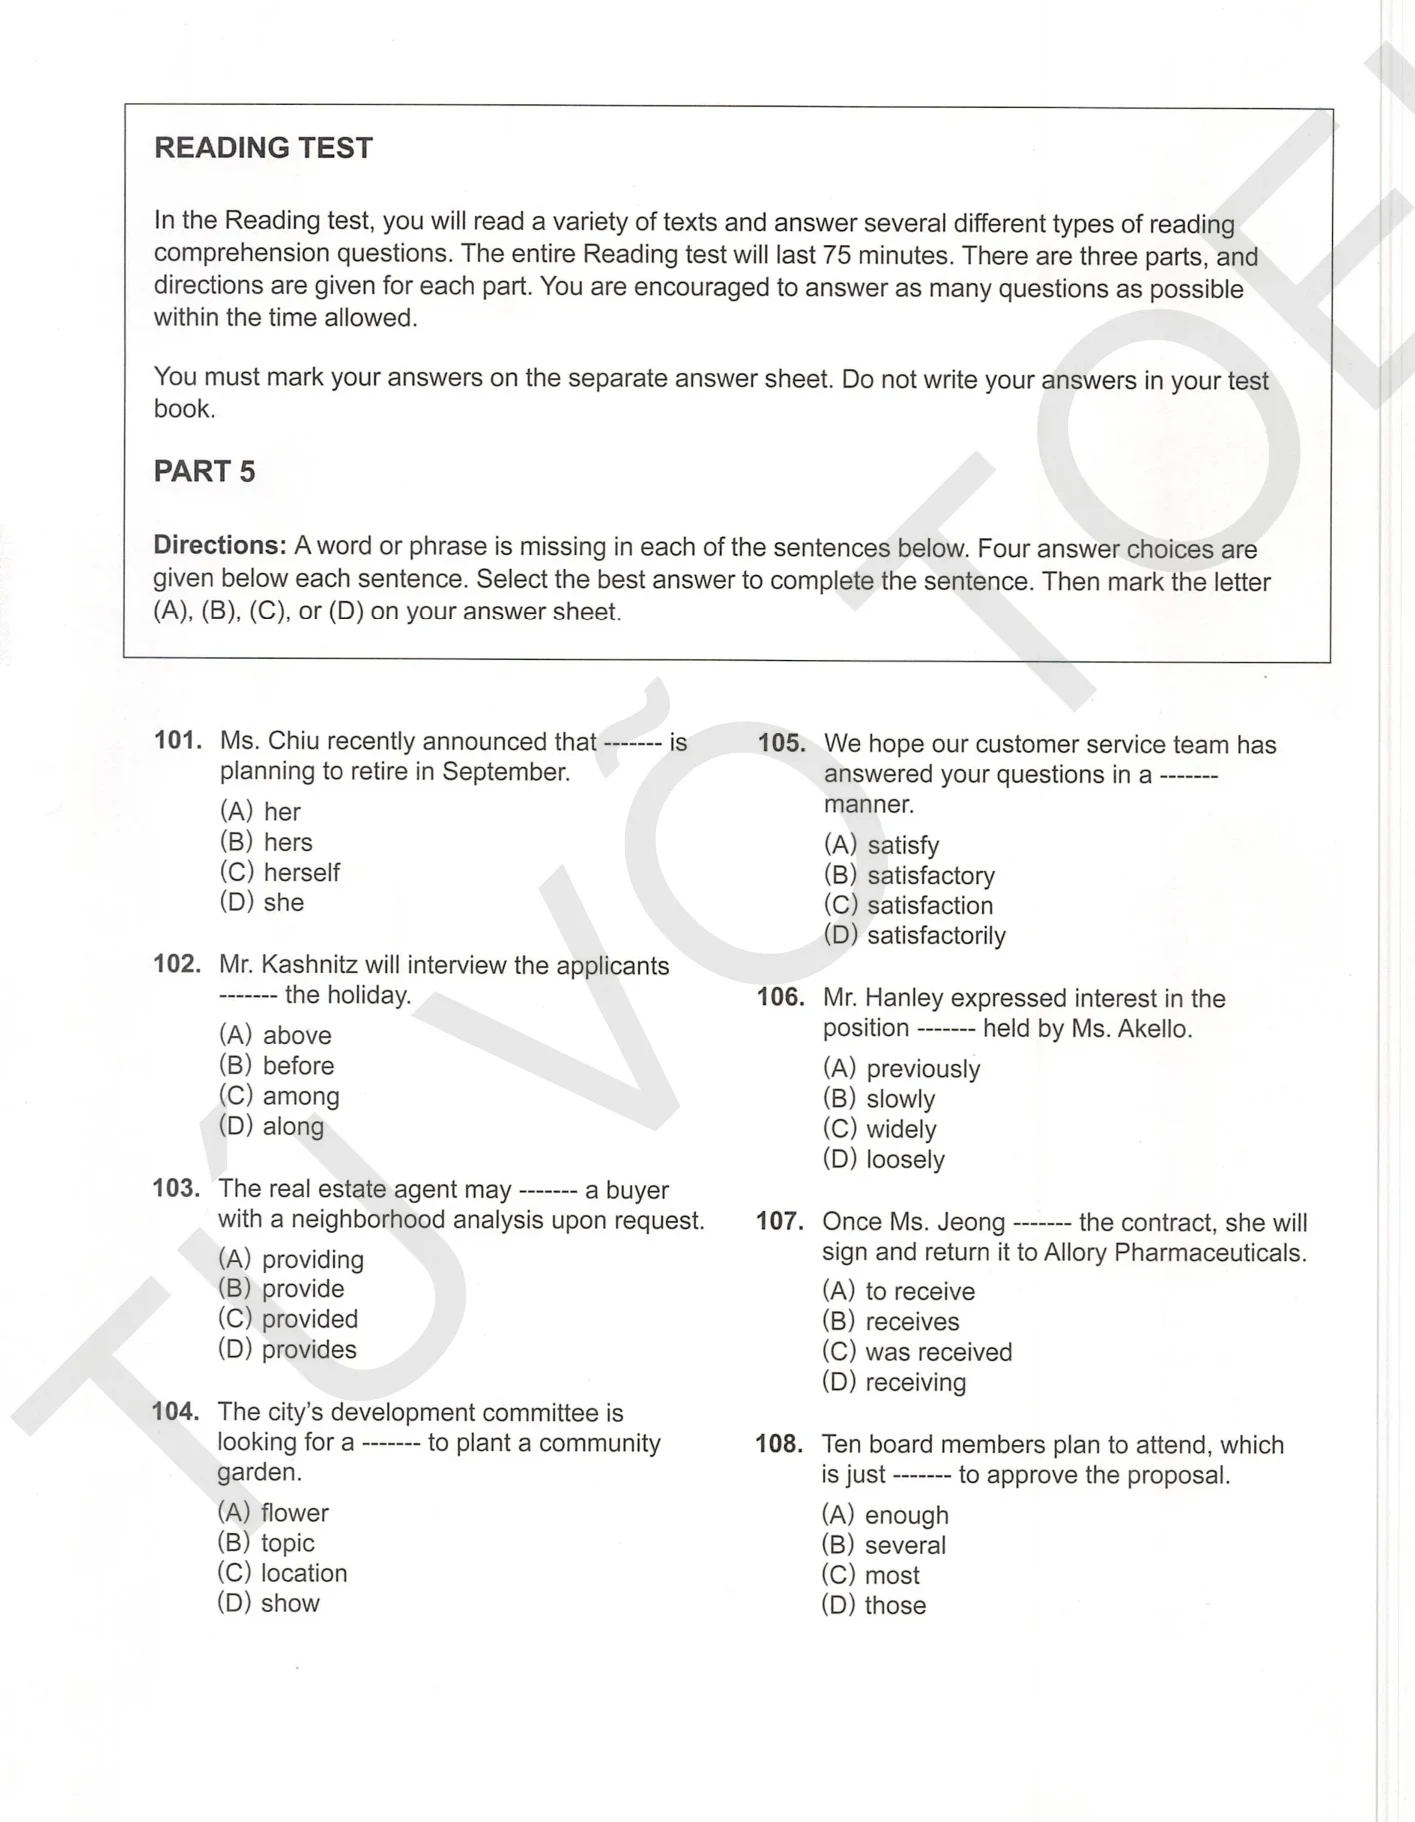 READING TEST
In the Reading test, you will read a variety of texts and answer several different types of reading
comprehension questions. The entire Reading test will last 75 minutes. There are three parts, and
directions are given for each part. You are encouraged to answer as many questions as possible
within the time allowed.
You must mark your answers on the separate answer sheet. Do not write your answers in your test
book.
PART 5
Directions: A word or phrase is missing in each of the sentences below. Four answer choices are
given below each sentence. Select the best answer to complete the sentence. Then mark the letter
(A), (B), (C), or (D) on your answer sheet.
101. Ms. Chiu recently announced that ------- is
planning to retire in September.
(A) her
(B) hers
(C) herself
(D) she
102. Mr. Kashnitz will interview the applicants
------- the holiday.
(A) above
(B) before
(C) among
(D) along
103. The real estate agent may ------- a buyer
with a neighborhood analysis upon request.
(A) providing
(B) provide
(C) provided
(D) provides
104. The city's development committee is
looking for a ------- to plant a community
garden.
(A) flower
(B) topic
(C) location
(D) show
105. We hope our customer service team has
answered your questions in a -------
manner.
(A) satisfy
(B) satisfactory
(C) satisfaction
(D) satisfactorily
106. Mr. Hanley expressed interest in the
position ------- held by Ms. Akello.
(A) previously
(B) slowly
(C) widely
(D) loosely
107. Once Ms. Jeong ------- the contract, she will
sign and return it to Allory Pharmaceuticals.
(A) to receive
(B) receives
(C) was received
(D) receiving
108. Ten board members plan to attend, which
is just ------- to approve the proposal.
(A) enough
(B) several
(C) most
(D) those
TÚ VÕ TOE